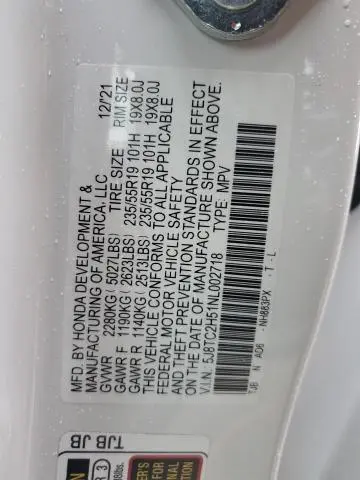 MFD. BY HONDA DEVELOPMENT &
MANUFACTURING OF AMERICA, LLC 12/'21
TIRE SIZE RIM SIZE
GVWR 2280KG( 5027LBS)
GAWR F 1190KG( 2623LBS) 235/55R19 101H 19X8.0J
GAWR R 1140KG( 2513LBS) 235/55R19 101H 19X8.0J
THIS VEHICLE CONFORMS TO ALL APPLICABLE
FEDERAL MOTOR VEHICLE SAFETY
AND THEFT PREVENTION STANDARDS IN EFFECT
ON THE DATE OF MANUFACTURE SHOWN ABOVE.
V.I.N.: 5J8TC2H51NL002718 TYPE: MPV
TJB N A06 NH883PX - T - L
TJB JB